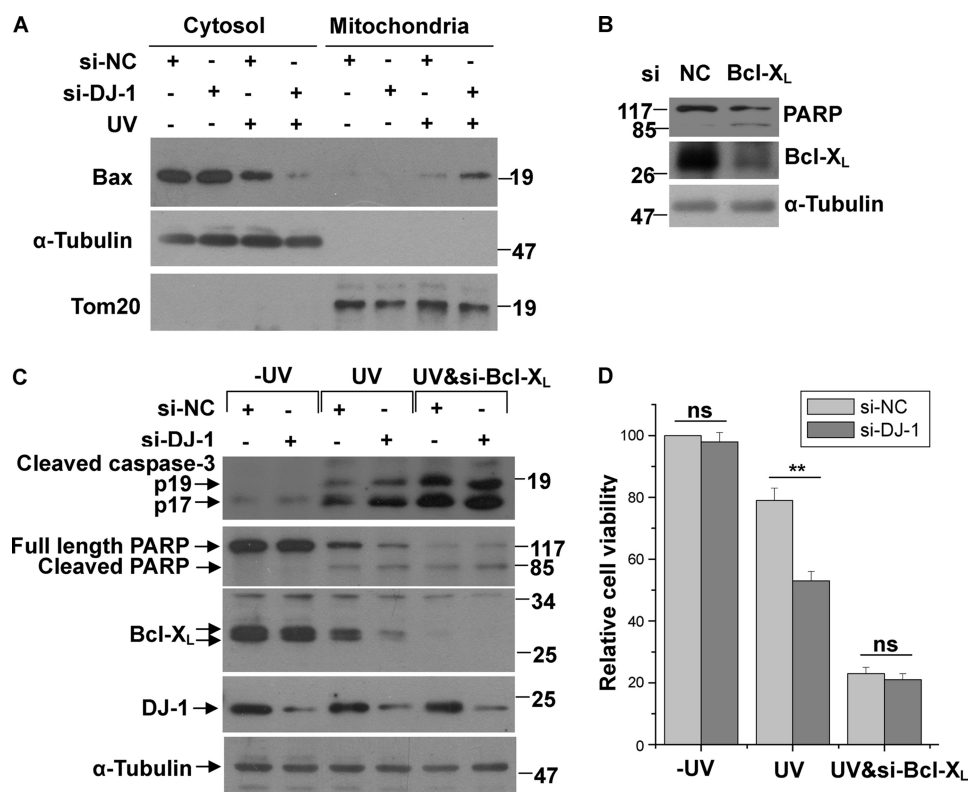 A
Cytosol Mitochondria
si-NC + - + - + - + -
si-DJ-1 - + - + - + - +
UV - - + + - - + +
Bax 19
α-Tubulin 47
Tom20 19
B
si NC Bcl-XL
117 PARP
85
Bcl-XL
26
α-Tubulin
47
C
-UV UV UV&si-Bcl-XL
si-NC + - + - + -
si-DJ-1 - + - + - +
Cleaved caspase-3
p19 19
p17
Full length PARP 117
Cleaved PARP 85
34
Bcl-XL
25
25
DJ-1
α-Tubulin
47
D
si-NC
si-DJ-1
ns
**
ns
Relative cell viability
100
80
60
40
20
0
-UV UV UV&si-Bcl-XL